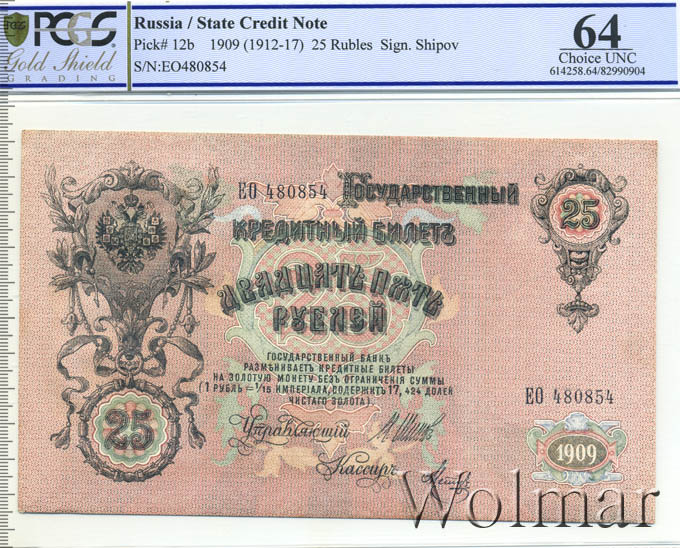 PCGS
Gold Shield
GRADING
Russia / State Credit Note
Pick# 12b 1909 (1912-17) 25 Rubles Sign. Shipov
S/N:EO480854
64
Choice UNC
614258.64/82990904
ЕО 480854 Государственный
Кредитный Билетъ
Двадцать пять
рублей
25
ГОСУДАРСТВЕННЫЙ БАНКЪ
РАЗМѢНИВАЕТЪ КРЕДИТНЫЕ БИЛЕТЫ
НА ЗОЛОТУЮ МОНЕТУ БЕЗЪ ОГРАНИЧЕНІЯ СУММЫ
(1 РУБЛЬ = 1/15 ИМПЕРІАЛА, СОДЕРЖИТЪ 17,424 ДОЛЕЙ
ЧИСТАГО ЗОЛОТА).
25
25
ЕО 480854
Управляющій
Кассиръ
1909
Wolmar